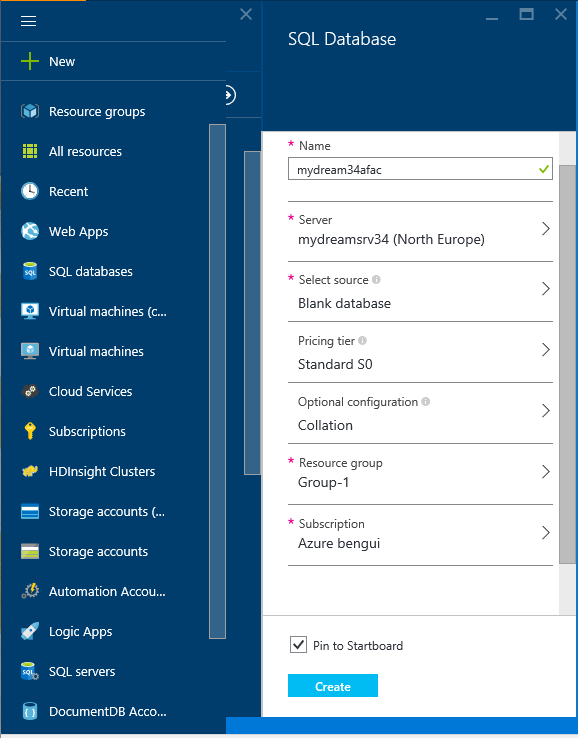 New
Resource groups
All resources
Recent
Web Apps
SQL databases
Virtual machines (c...
Virtual machines
Cloud Services
Subscriptions
HDInsight Clusters
Storage accounts (...
Storage accounts
Automation Accou...
Logic Apps
SQL servers
DocumentDB Acco...
SQL Database
* Name
mydream34afac
* Server
mydreamsrv34 (North Europe)
* Select source
Blank database
Pricing tier
Standard S0
Optional configuration
Collation
* Resource group
Group-1
* Subscription
Azure bengui
Pin to Startboard
Create